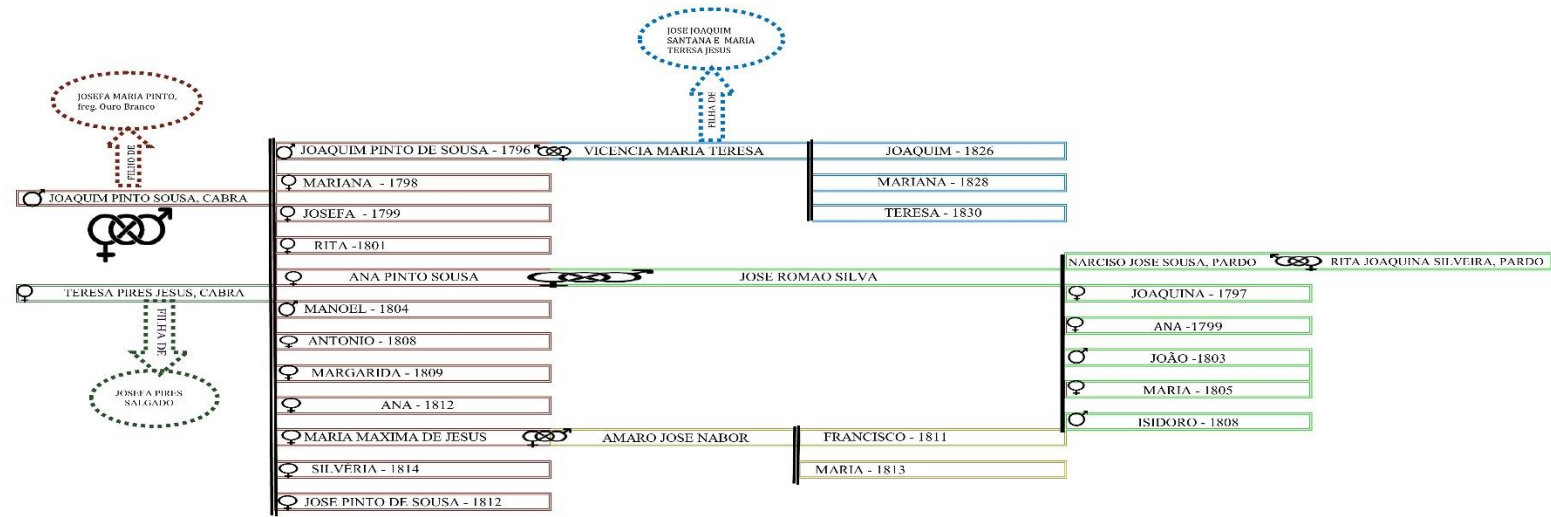 JOSE JOAQUIM
SANTANA E MARIA
TERESA JESUS
FILHA DE
JOSEFA MARIA PINTO,
freg. Ouro Branco
FILHO DE
JOAQUIM PINTO SOUSA, CABRA
TERESA PIRES JESUS, CABRA
FILHA DE
JOSEFA PIRES
SALGADO
JOAQUIM PINTO DE SOUSA - 1796
VICENCIA MARIA TERESA
JOAQUIM - 1826
MARIANA - 1828
TERESA - 1830
MARIANA - 1798
JOSEFA - 1799
RITA -1801
ANA PINTO SOUSA
JOSE ROMAO SILVA
NARCISO JOSE SOUSA, PARDO
RITA JOAQUINA SILVEIRA, PARDO
JOAQUINA - 1797
ANA -1799
JOÃO -1803
MARIA - 1805
ISIDORO - 1808
MANOEL - 1804
ANTONIO - 1808
MARGARIDA - 1809
ANA - 1812
MARIA MAXIMA DE JESUS
AMARO JOSE NABOR
FRANCISCO - 1811
MARIA - 1813
SILVÉRIA - 1814
JOSE PINTO DE SOUSA - 1812